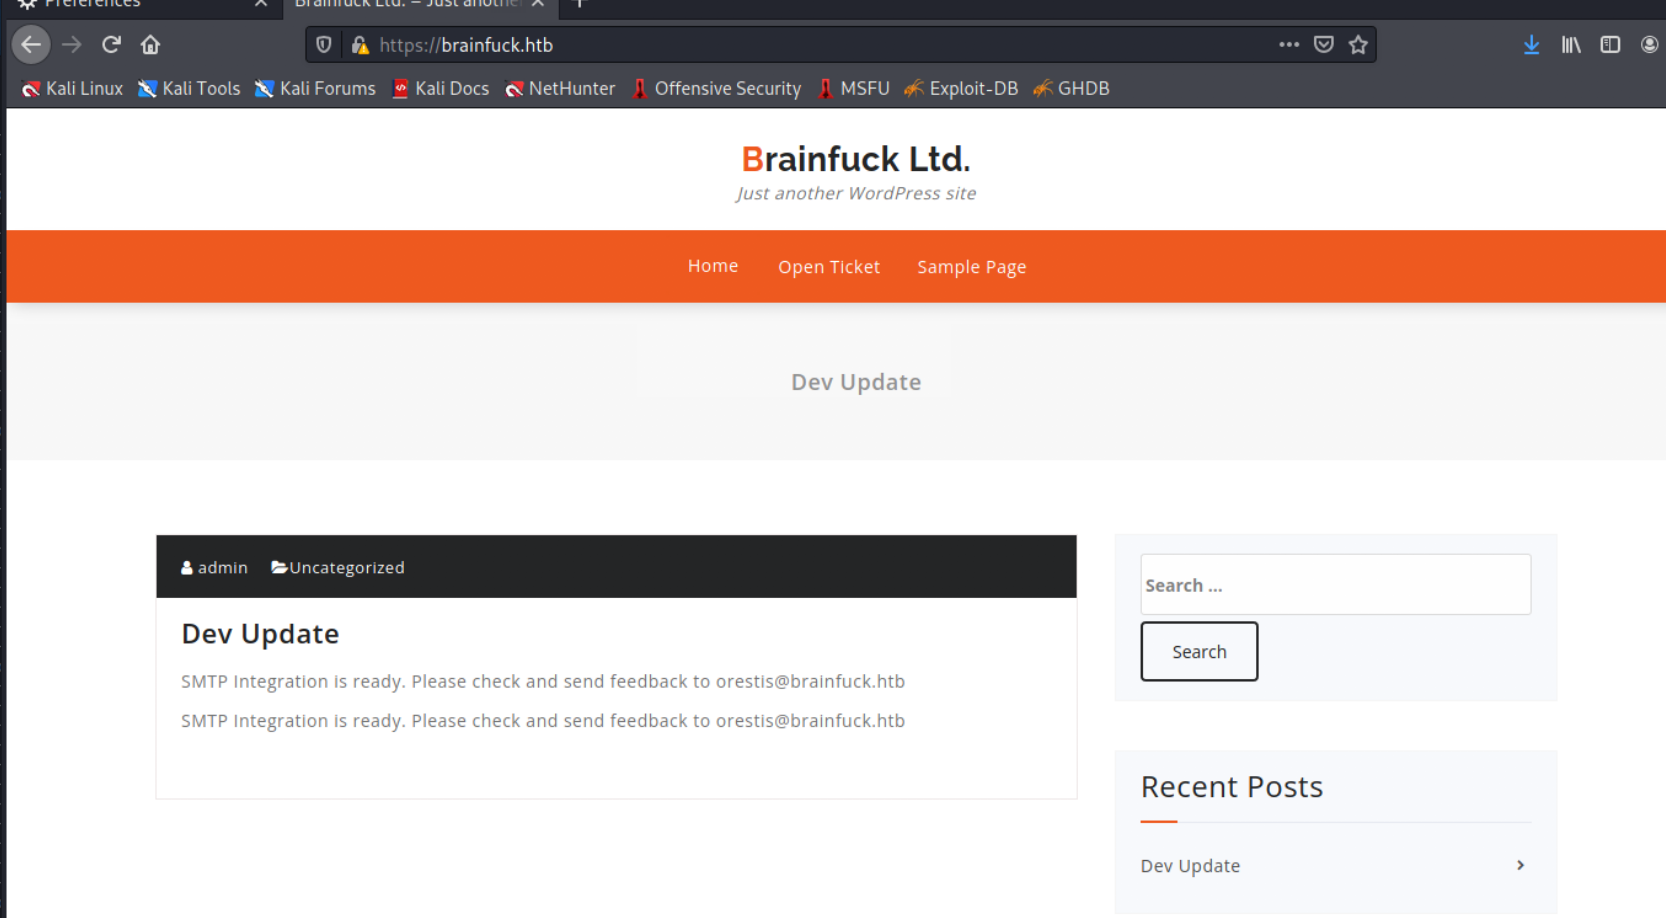 Preferences
Brainfuck Ltd. – Just another
https://brainfuck.htb
Kali Linux Kali Tools Kali Forums Kali Docs NetHunter Offensive Security MSFU Exploit-DB GHDB
Brainfuck Ltd.
Just another WordPress site
Home Open Ticket Sample Page
Dev Update
admin Uncategorized
Dev Update
SMTP Integration is ready. Please check and send feedback to orestis@brainfuck.htb
SMTP Integration is ready. Please check and send feedback to orestis@brainfuck.htb
Search ...
Search
Recent Posts
Dev Update